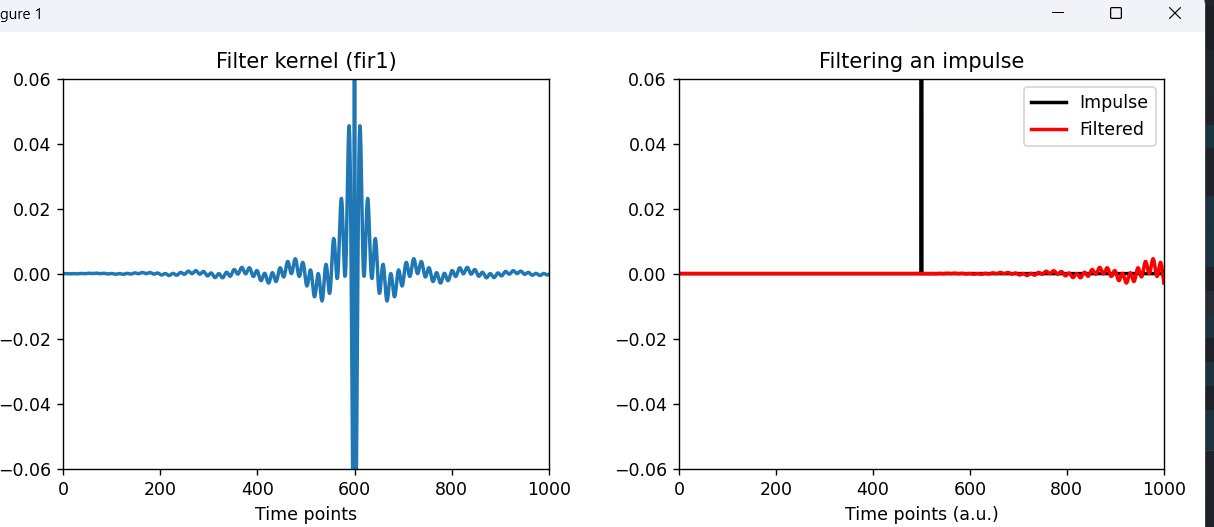 gure 1
Filter kernel (fir1)
0.06
0.04
0.02
0.00
−0.02
−0.04
−0.06
0 200 400 600 800 1000
Time points
Filtering an impulse
Impulse
Filtered
0.06
0.04
0.02
0.00
−0.02
−0.04
−0.06
0 200 400 600 800 1000
Time points (a.u.)